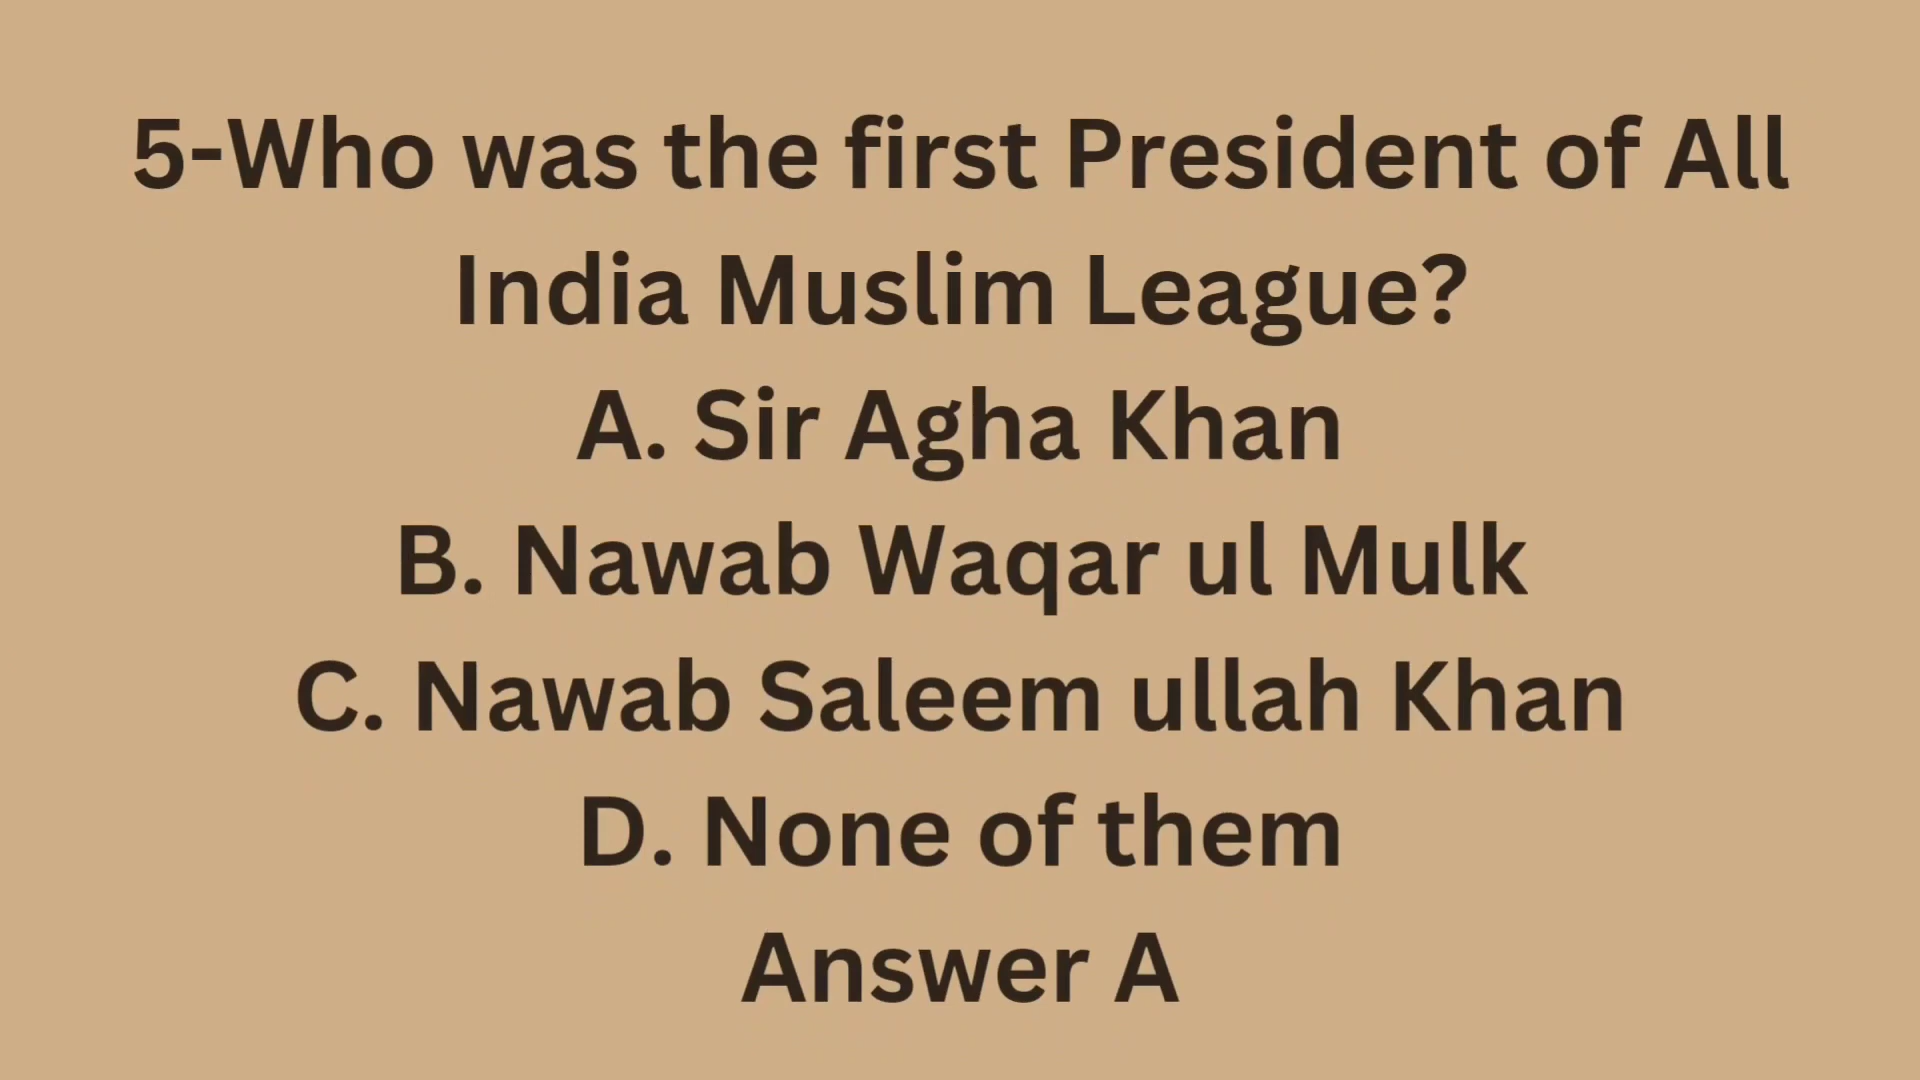 5-Who was the first President of All
India Muslim League?
A. Sir Agha Khan
B. Nawab Waqar ul Mulk
C. Nawab Saleem ullah Khan
D. None of them
Answer A